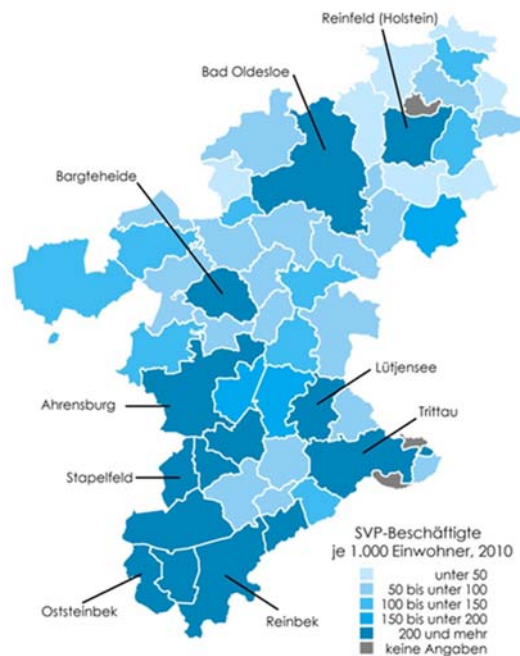 Reinfeld (Holstein)
Bad Oldesloe
Bargteheide
Lütjensee
Ahrensburg
Trittau
Stapelfeld
SVP-Beschäftigte
je 1.000 Einwohner, 2010
unter 50
50 bis unter 100
100 bis unter 150
150 bis unter 200
200 und mehr
keine Angaben
Oststeinbek
Reinbek